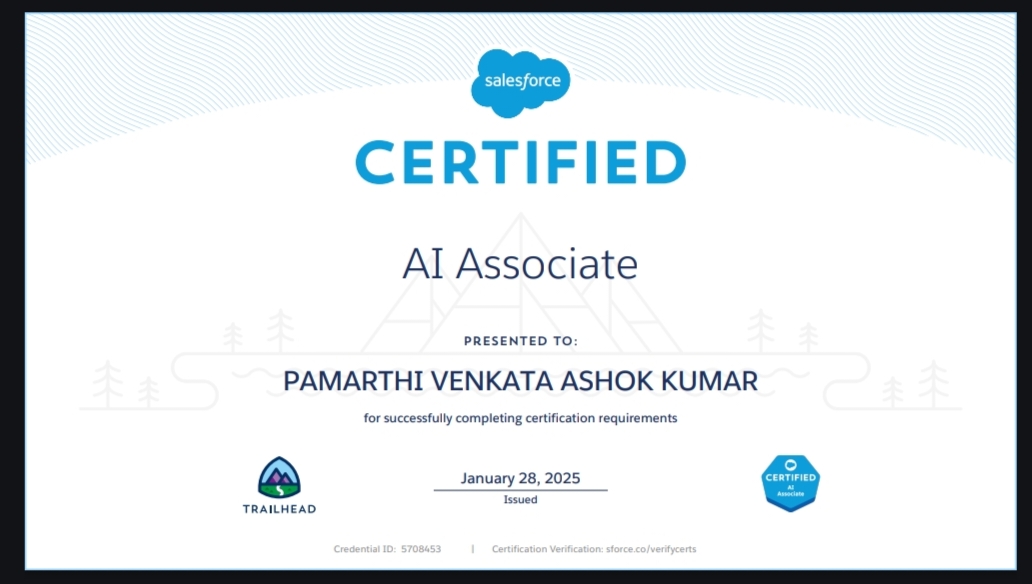 salesforce
CERTIFIED
AI Associate
PRESENTED TO:
PAMARTHI VENKATA ASHOK KUMAR
for successfully completing certification requirements
TRAILHEAD
January 28, 2025
Issued
CERTIFIED
AI
Associate
Credential ID: 5708453 | Certification Verification: sforce.co/verifycerts